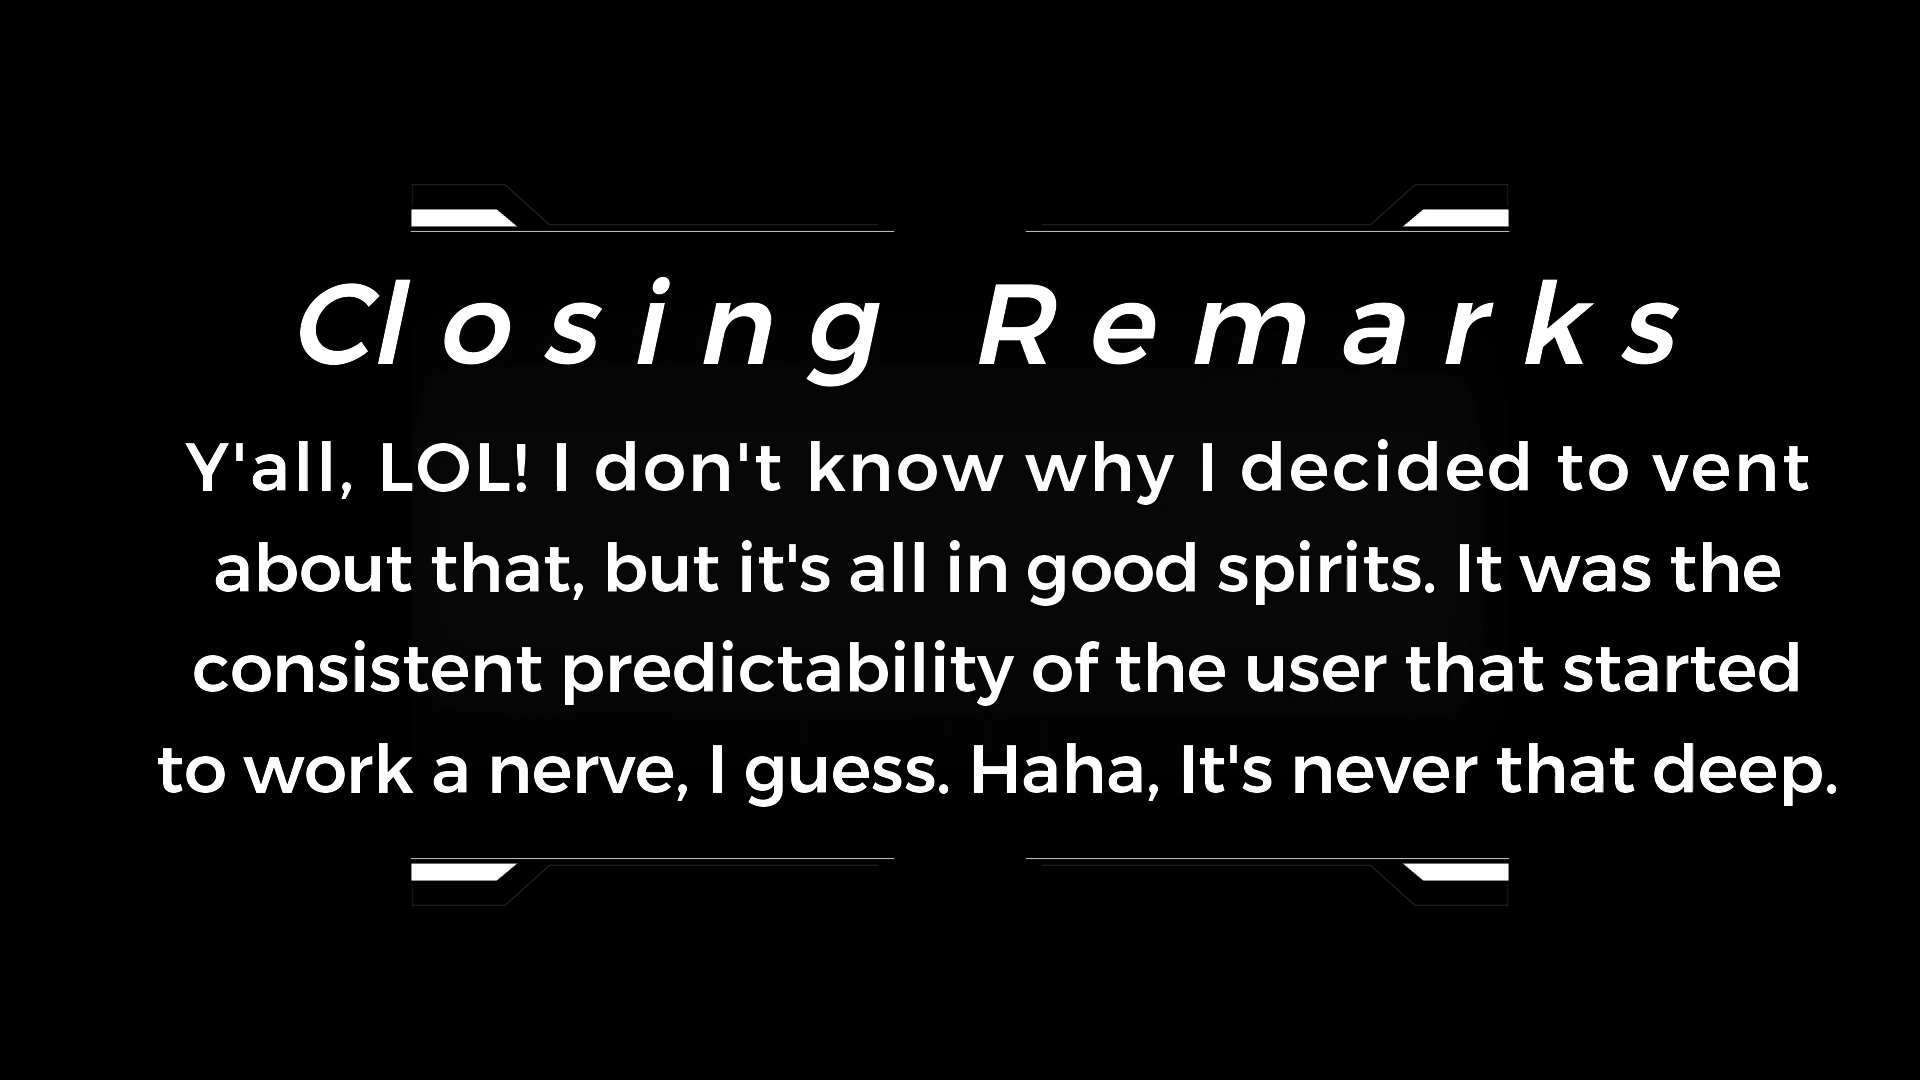 Closing Remarks
Y'all, LOL! I don't know why I decided to vent
about that, but it's all in good spirits. It was the
consistent predictability of the user that started
to work a nerve, I guess. Haha, It's never that deep.